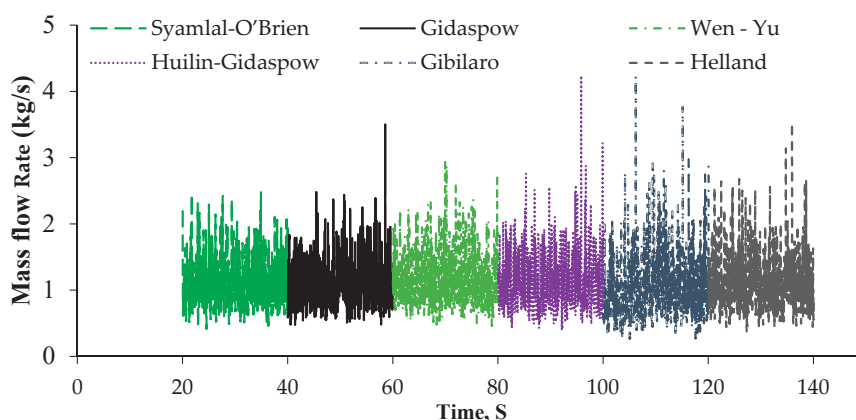 5
Syamlal-O’Brien Gidaspow Wen - Yu
Huilin-Gidaspow Gibilaro Helland
4
3
2
1
0
Mass flow Rate (kg/s)
0 20 40 60 80 100 120 140
Time, S